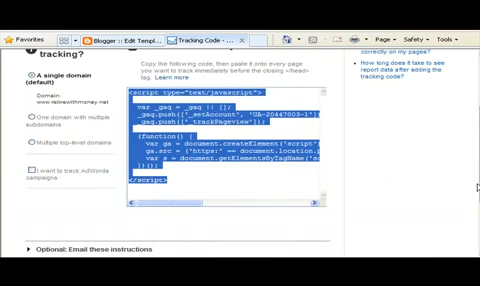 Favorites
Blogger :: Edit Templ...
Tracking Code - ...
Page
Safety
Tools
tracking?
Copy the following code, then paste it onto every page
you want to track immediately before the closing </head>
tag. Learn more
A single domain
(default)
Domain:
www.retirewithmoney.net
One domain with multiple
subdomains
Multiple top-level domains
I want to track AdWords
campaigns
<script type="text/javascript">
var _gaq = _gaq || [];
_gaq.push(['_setAccount', 'UA-20447003-1']
_gaq.push(['_trackPageview']);
(function() {
var ga = document.createElement('script')
ga.src = ('https:' == document.location.p
var s = document.getElementsByTagName('sc
})();
</script>
correctly on my pages?
How long does it take to see
report data after adding the
tracking code?
Optional: Email these instructions